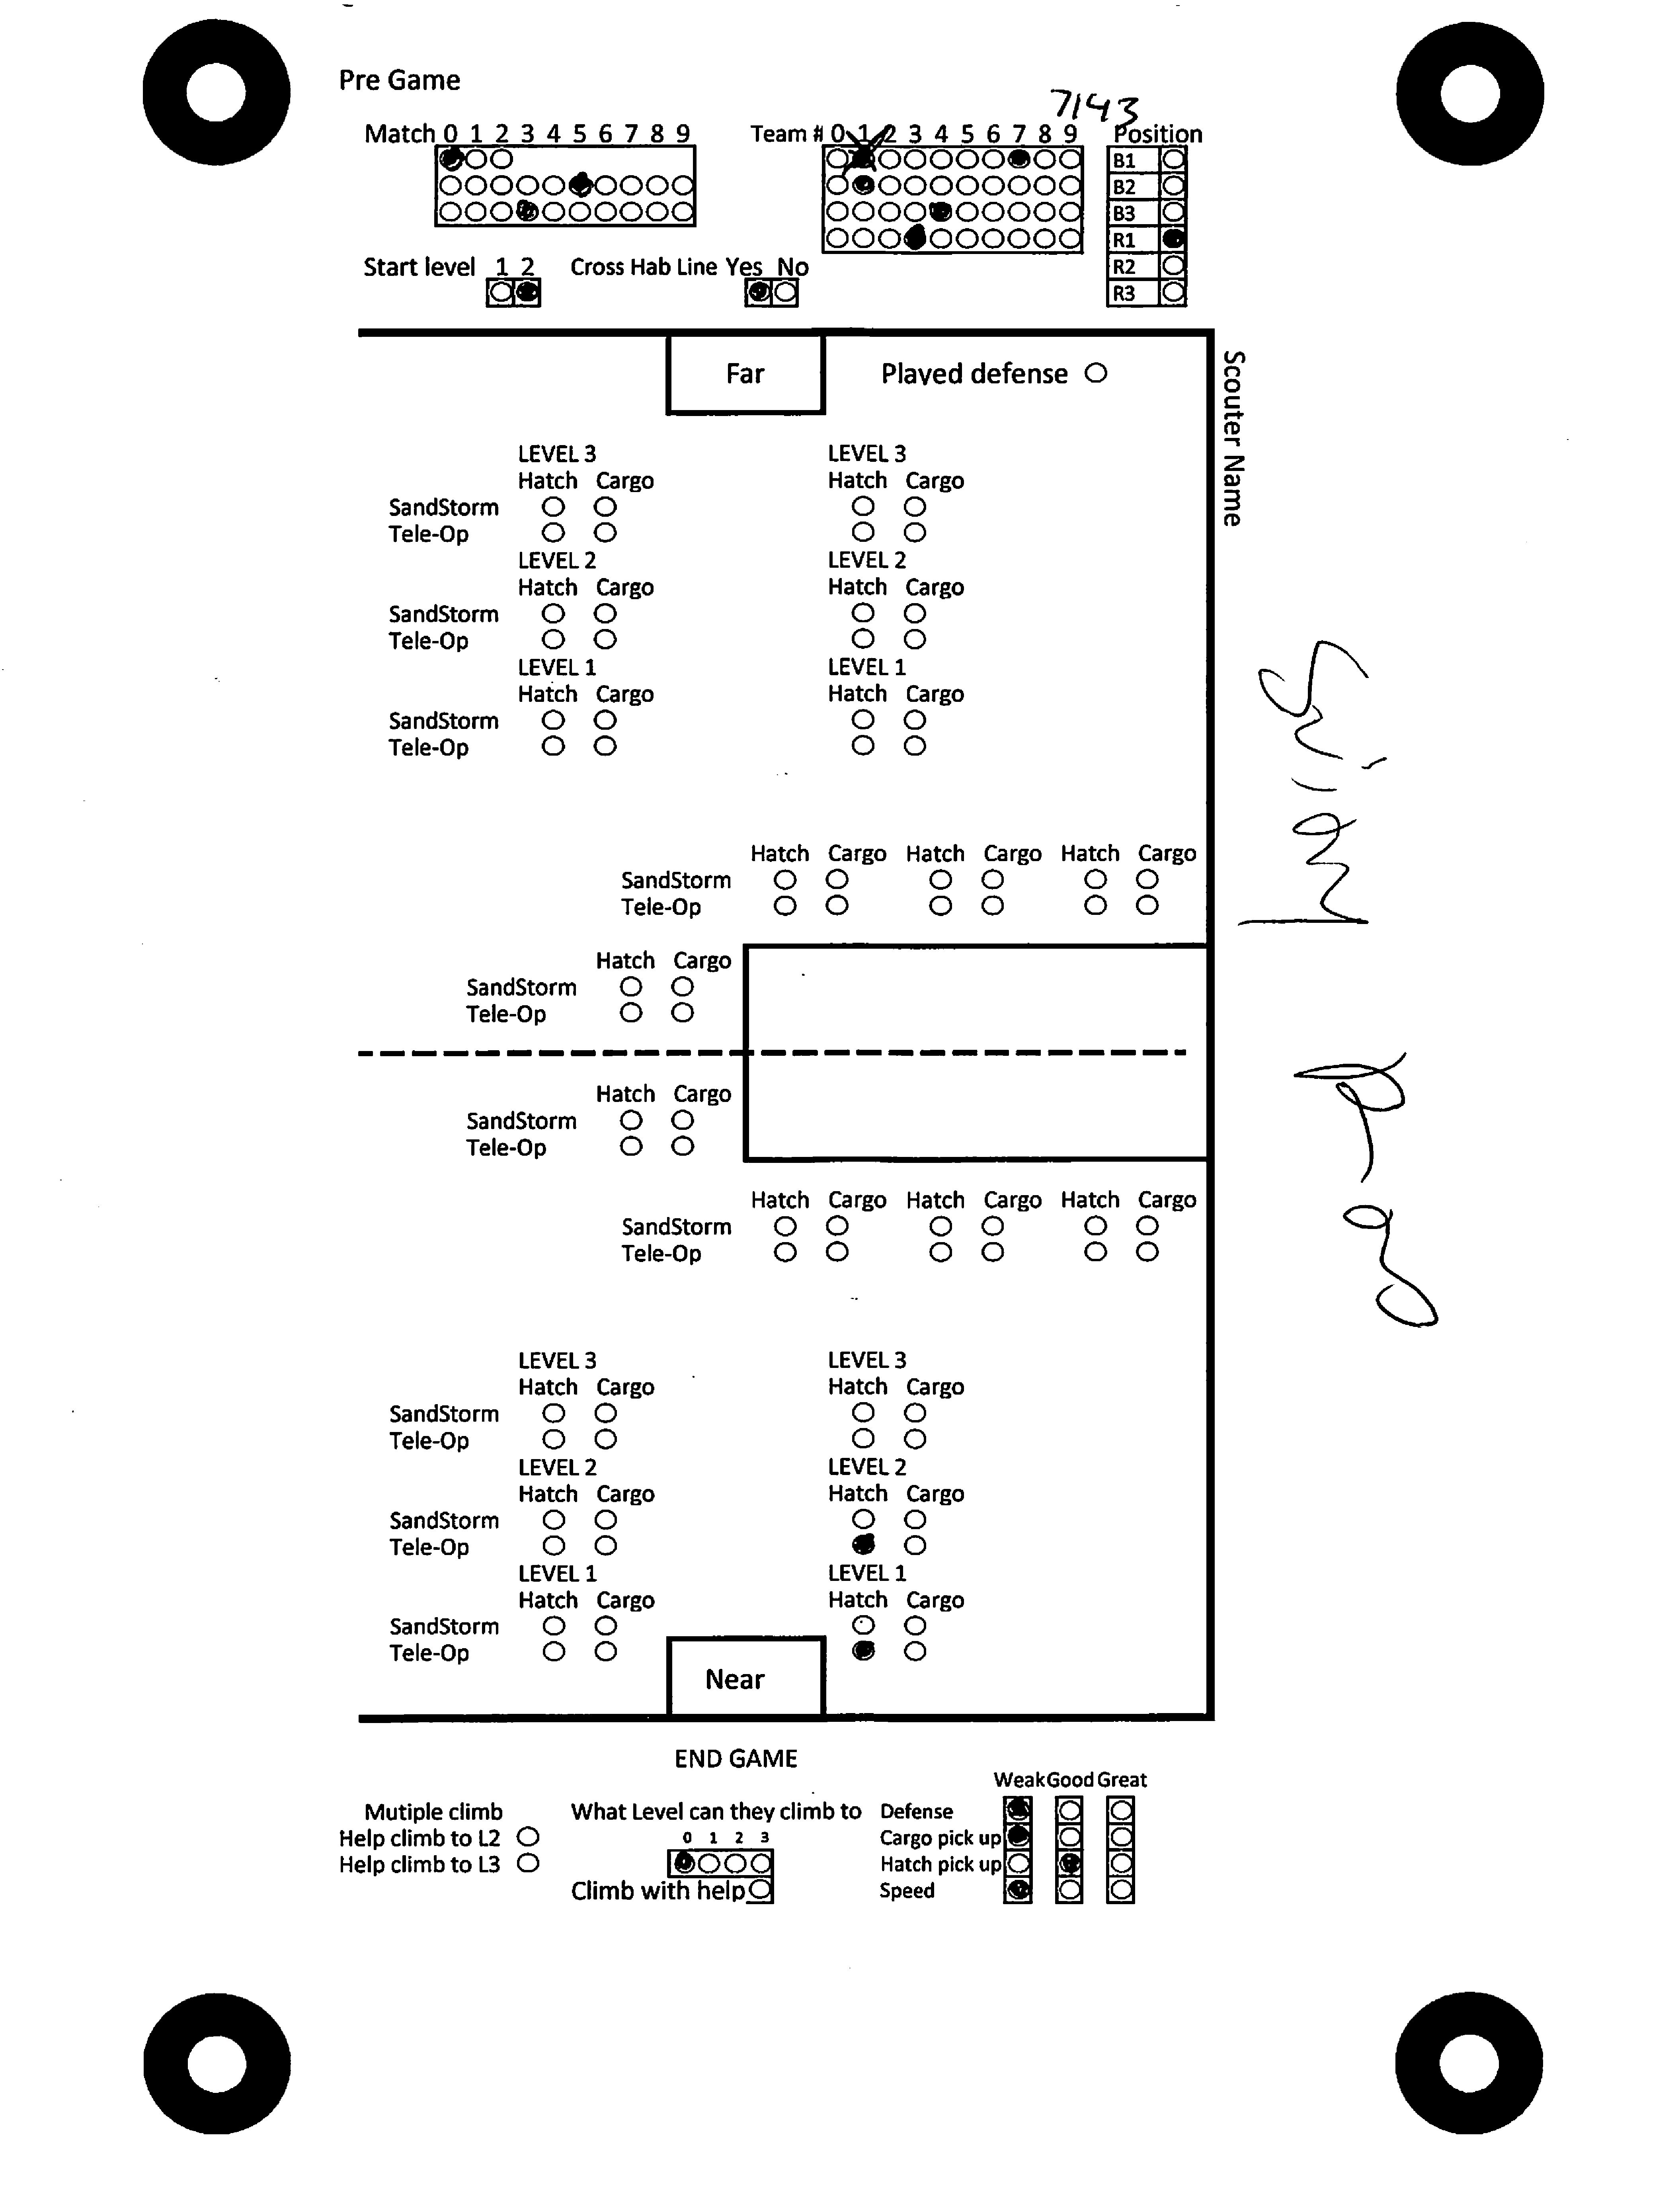 Pre Game
7143
Match 0 1 2 3 4 5 6 7 8 9
Team # 0 1 2 3 4 5 6 7 8 9
Position
B1
B2
B3
R1
R2
R3
Start level 1 2
Cross Hab Line Yes No
Far
Played defense
Scouter Name
LEVEL 3 LEVEL 3
Hatch Cargo Hatch Cargo
SandStorm
Tele-Op
LEVEL 2 LEVEL 2
Hatch Cargo Hatch Cargo
SandStorm
Tele-Op
LEVEL 1 LEVEL 1
Hatch Cargo Hatch Cargo
SandStorm
Tele-Op
Hatch Cargo Hatch Cargo Hatch Cargo
SandStorm
Tele-Op
Hatch Cargo
SandStorm
Tele-Op
Hatch Cargo
SandStorm
Tele-Op
Hatch Cargo Hatch Cargo Hatch Cargo
SandStorm
Tele-Op
LEVEL 3 LEVEL 3
Hatch Cargo Hatch Cargo
SandStorm
Tele-Op
LEVEL 2 LEVEL 2
Hatch Cargo Hatch Cargo
SandStorm
Tele-Op
LEVEL 1 LEVEL 1
Hatch Cargo Hatch Cargo
SandStorm
Tele-Op
Near
END GAME
Weak Good Great
Mutiple climb
Help climb to L2
Help climb to L3
What Level can they climb to
0 1 2 3
Climb with help
Defense
Cargo pick up
Hatch pick up
Speed